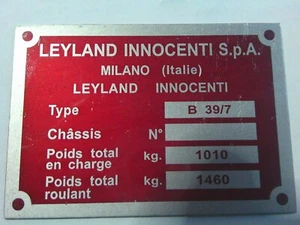 LEYLAND INNOCENTI S.p.A.
MILANO (Italie)
LEYLAND INNOCENTI
Type B 39/7
Châssis N°
Poids total
en charge kg. 1010
Poids total
roulant kg. 1460